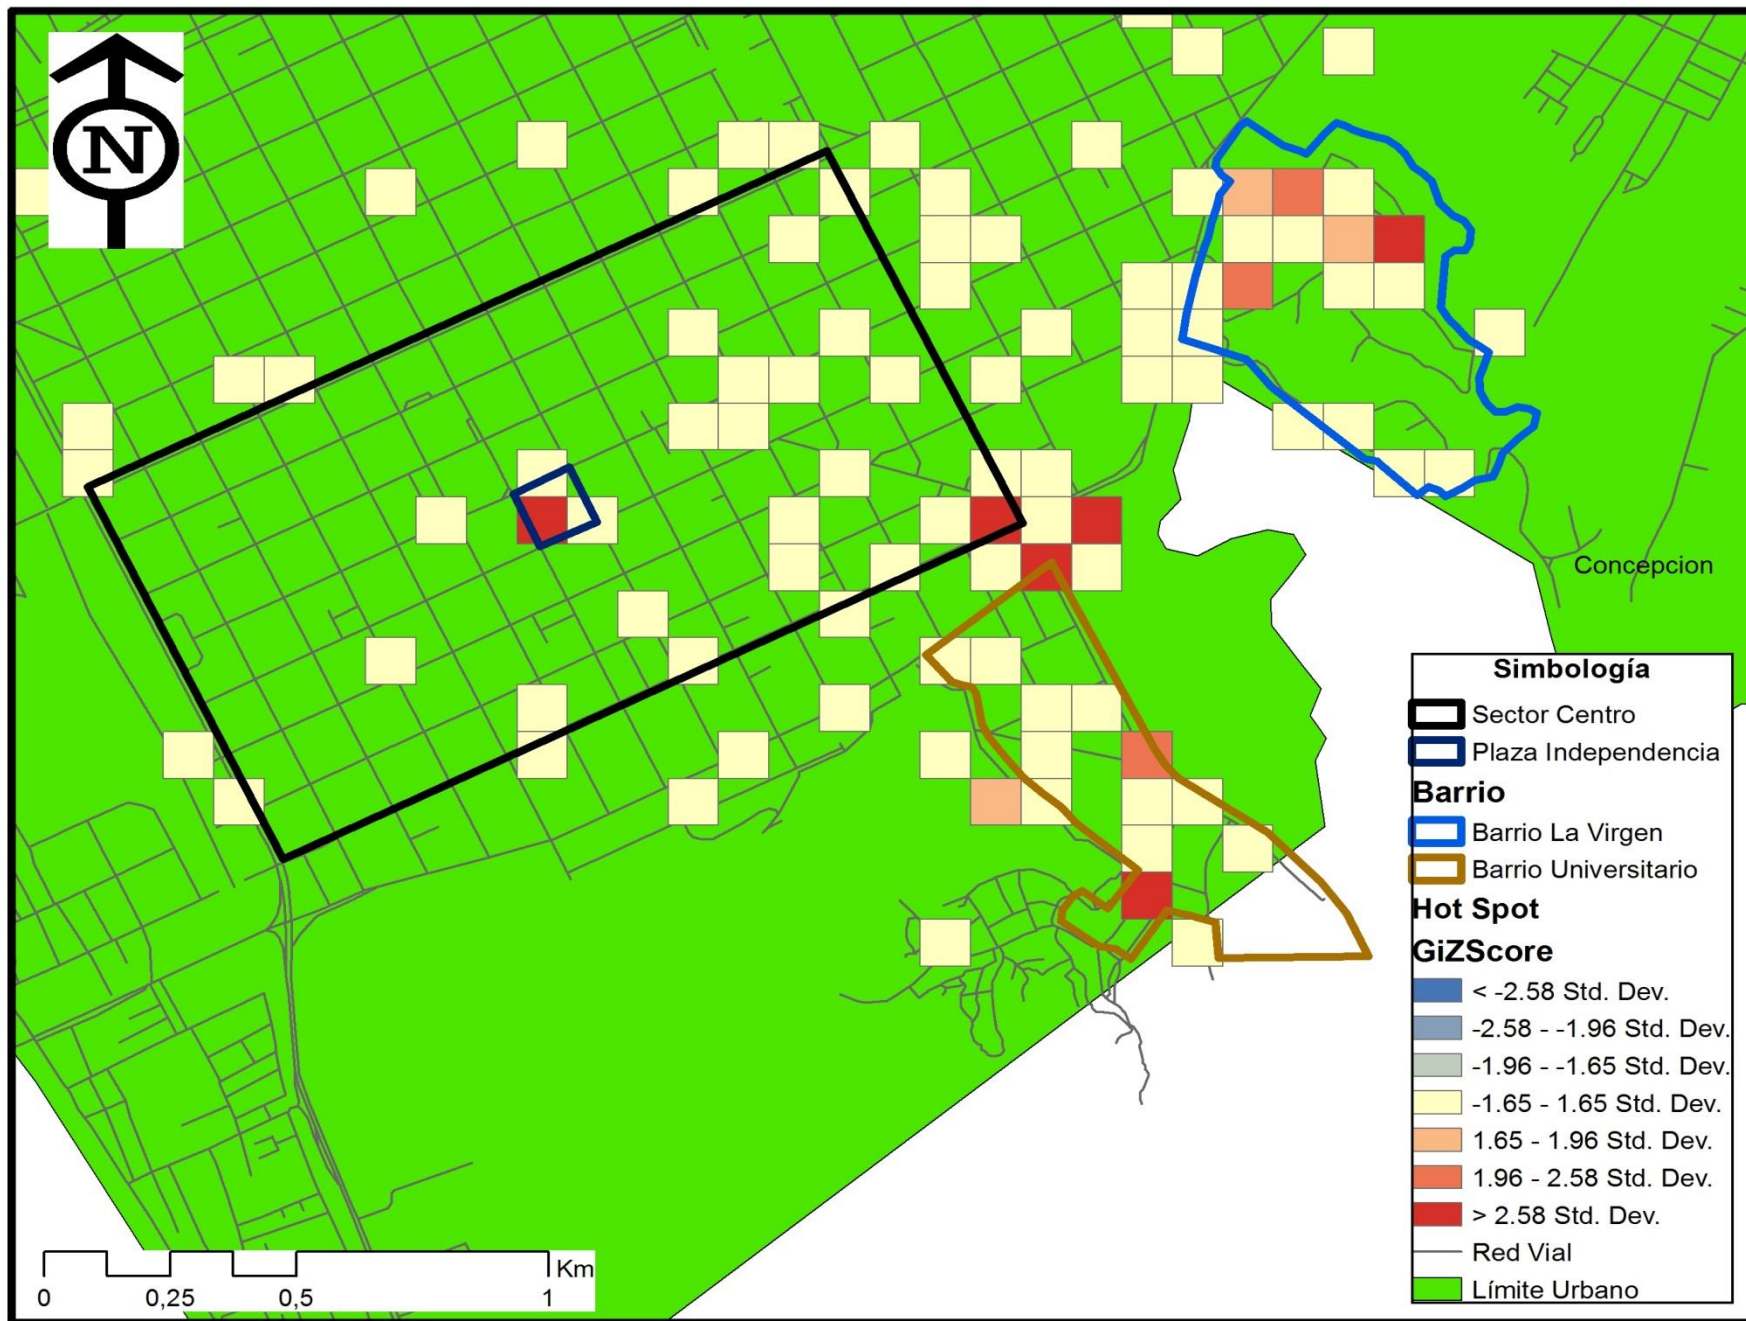 N
Concepcion
Simbología
Sector Centro
Plaza Independencia
Barrio
Barrio La Virgen
Barrio Universitario
Hot Spot
GiZScore
< -2.58 Std. Dev.
-2.58 - -1.96 Std. Dev.
-1.96 - -1.65 Std. Dev.
-1.65 - 1.65 Std. Dev.
1.65 - 1.96 Std. Dev.
1.96 - 2.58 Std. Dev.
> 2.58 Std. Dev.
Red Vial
Límite Urbano
Km
0 0,25 0,5 1